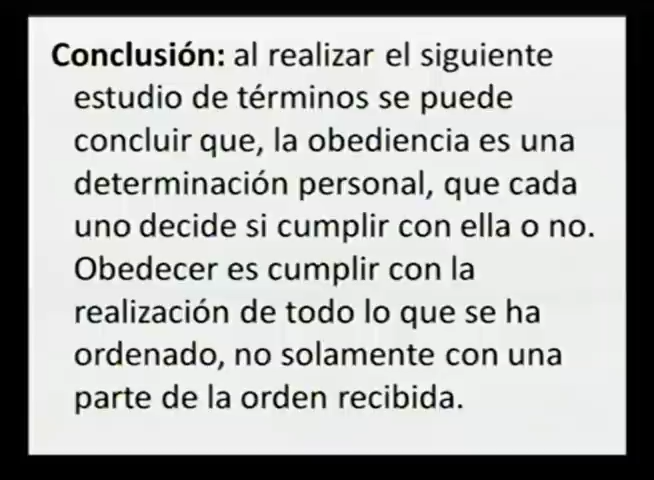 Conclusión: al realizar el siguiente
estudio de términos se puede
concluir que, la obediencia es una
determinación personal, que cada
uno decide si cumplir con ella o no.
Obedecer es cumplir con la
realización de todo lo que se ha
ordenado, no solamente con una
parte de la orden recibida.